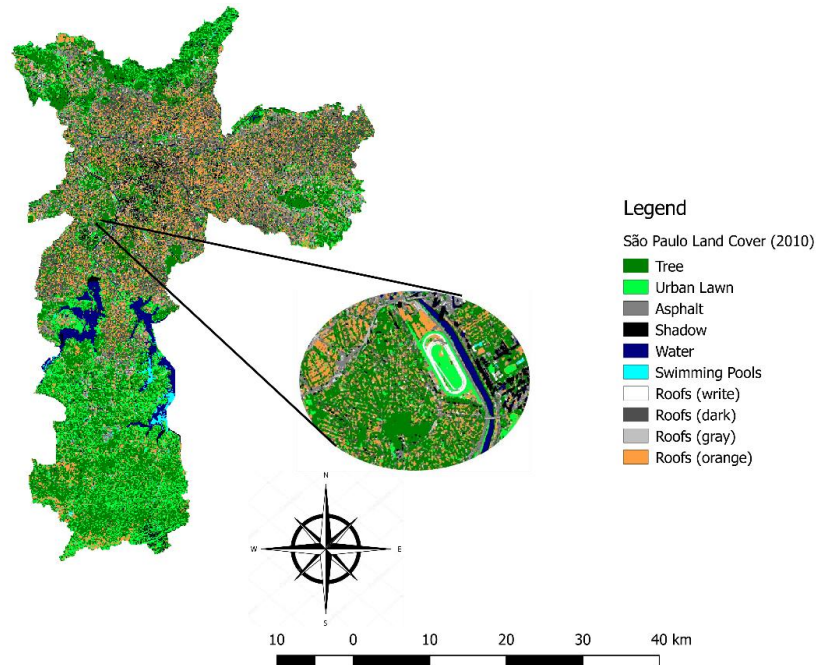 Legend
São Paulo Land Cover (2010)
Tree
Urban Lawn
Asphalt
Shadow
Water
Swimming Pools
Roofs (write)
Roofs (dark)
Roofs (gray)
Roofs (orange)
N
W E
S
10 0 10 20 30 40 km